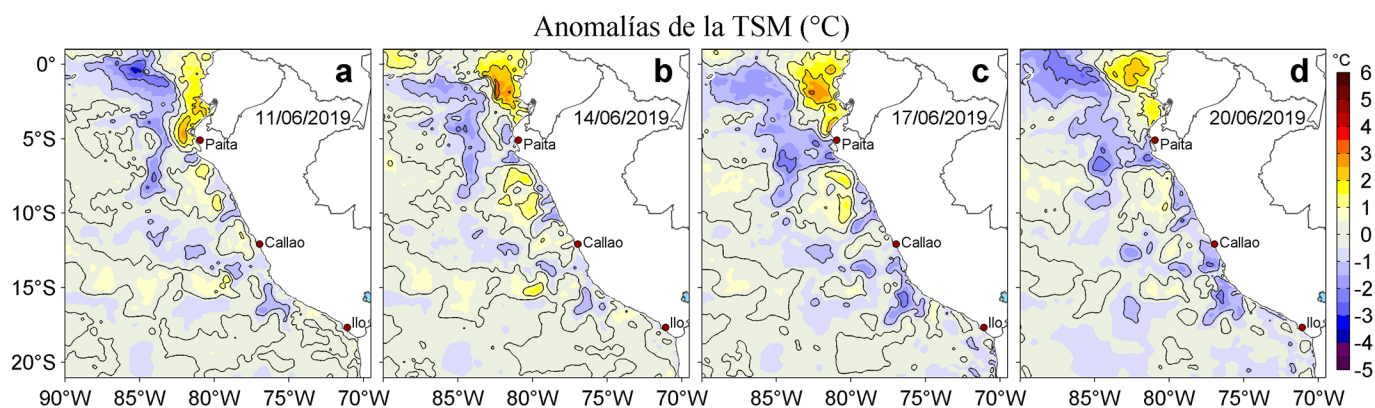 Anomalías de la TSM (°C)
a
b
c
d
°C
11/06/2019
14/06/2019
17/06/2019
20/06/2019
Paita
Callao
Ilo
Paita
Callao
Ilo
Paita
Callao
Ilo
Paita
Callao
Ilo
0°
5°S
10°S
15°S
20°S
90°W 85°W 80°W 75°W 70°W
85°W 80°W 75°W 70°W
85°W 80°W 75°W 70°W
85°W 80°W 75°W 70°W
6
5
4
3
2
1
0
-1
-2
-3
-4
-5